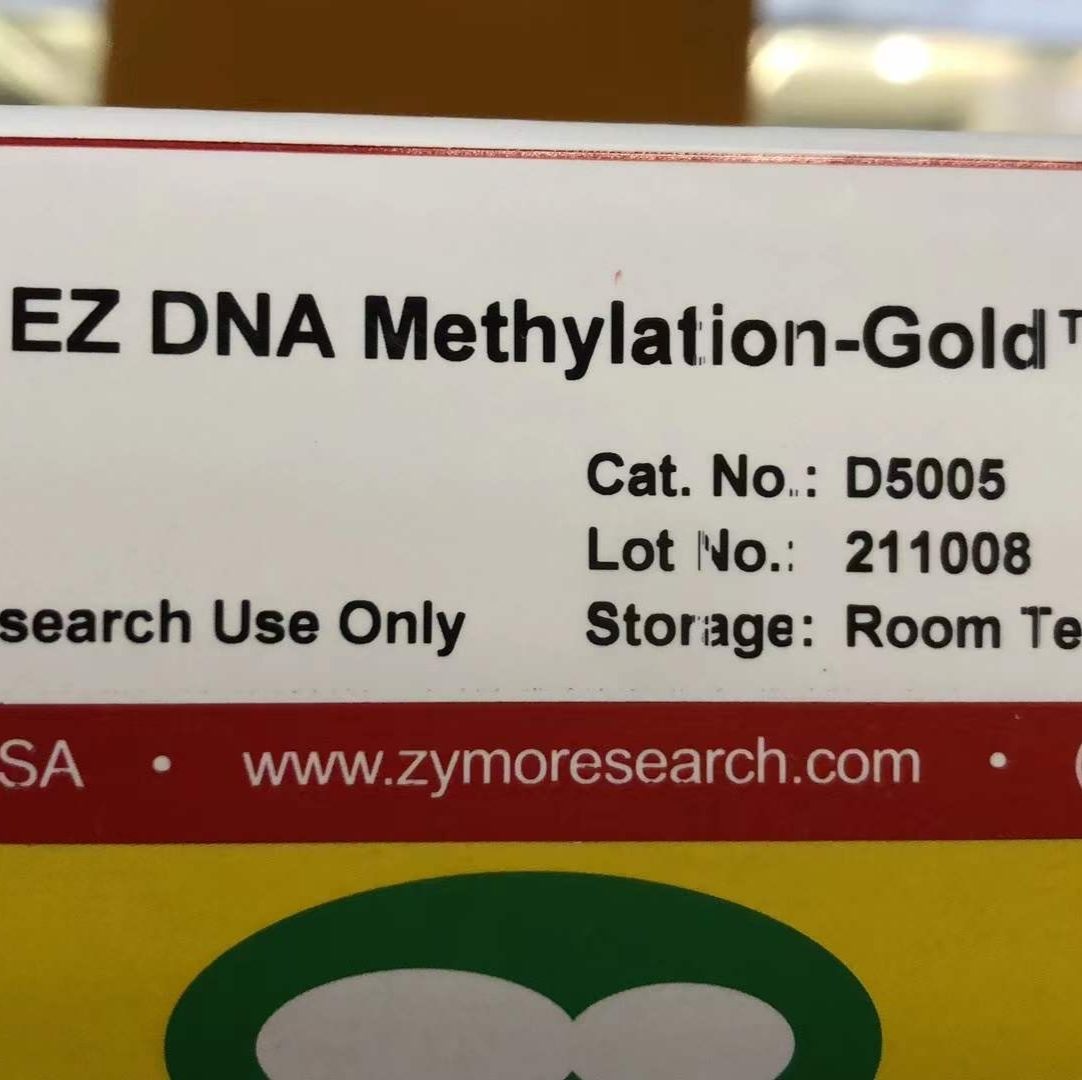 EZ DNA Methylation-Gold™
Cat. No.: D5005
Lot No.: 211008
search Use Only Storage: Room Te
SA • www.zymoresearch.com •